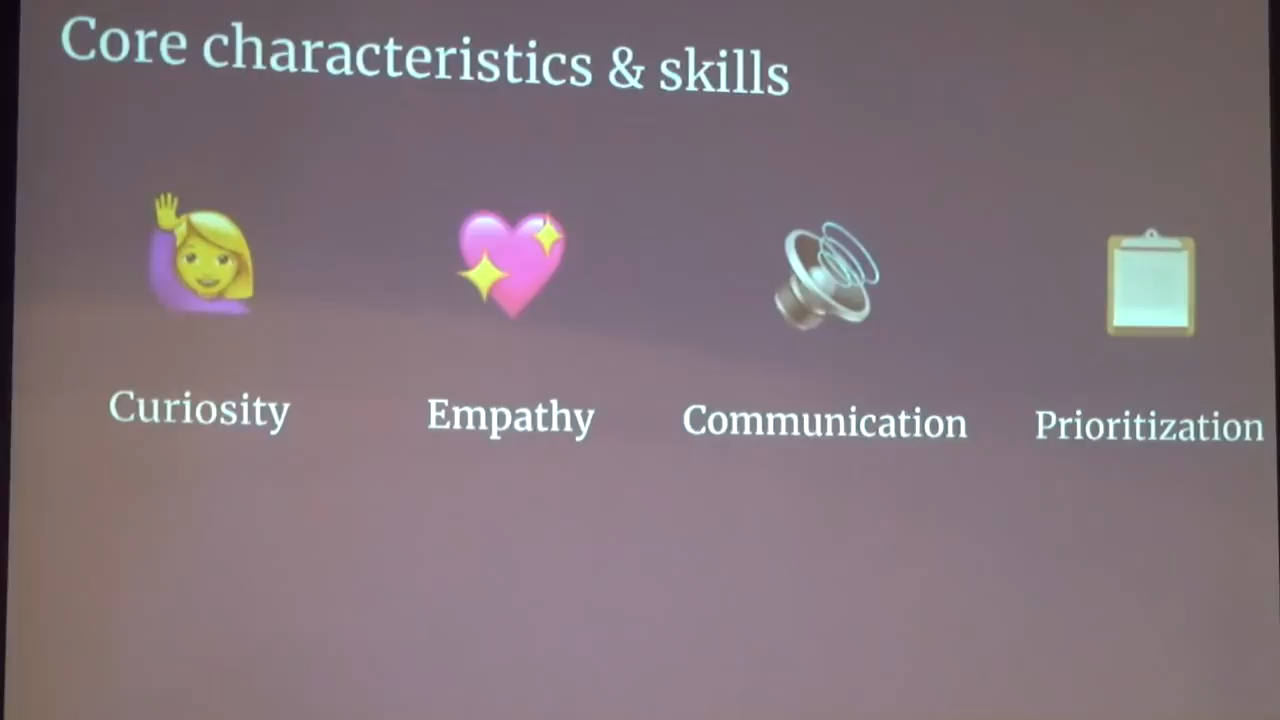 Core characteristics & skills
Curiosity
Empathy
Communication
Prioritization